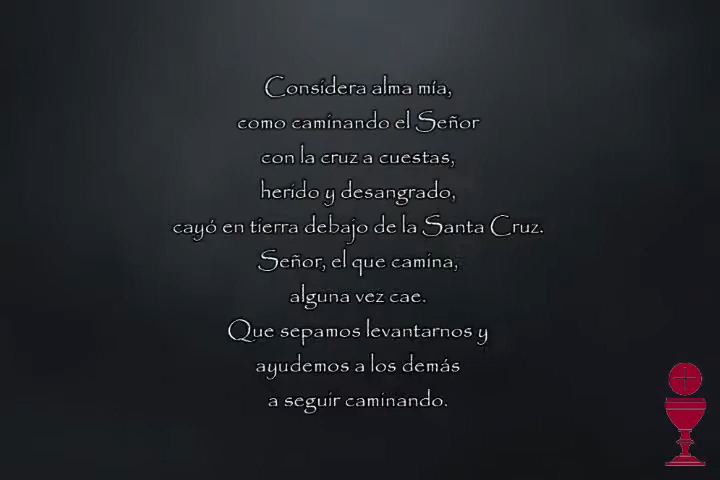 Considera alma mía,
como caminando el Señor
con la cruz a cuestas,
herido y desangrado,
cayó en tierra debajo de la Santa Cruz.
Señor, el que camina,
alguna vez cae.
Que sepamos levantarnos y
ayudemos a los demás
a seguir caminando.